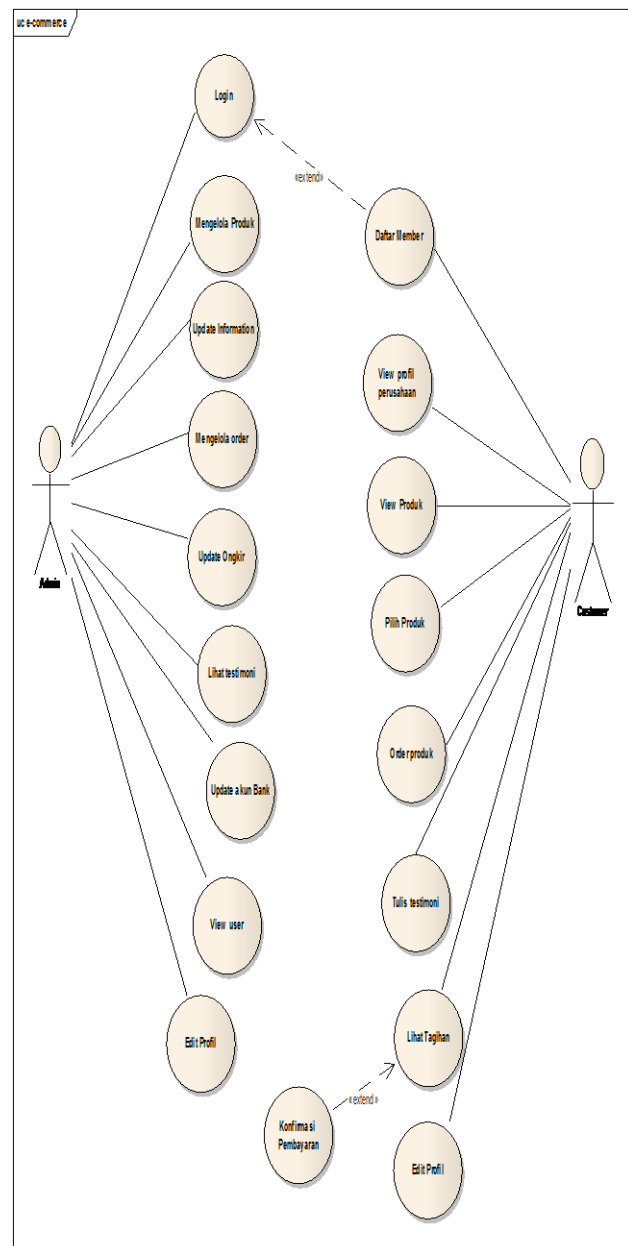 uc e-commerce
Login
«extend»
Daftar Member
Mengelola Produk
Update Information
View profil
perusahaan
Mengelola order
View Produk
Admin
Customer
Update Ongkir
Pilih Produk
Lihat testimoni
Order produk
Update akun Bank
Tulis testimoni
View user
Edit Profil
Lihat Tagihan
«extend»
Konfirmasi
Pembayaran
Edit Profil